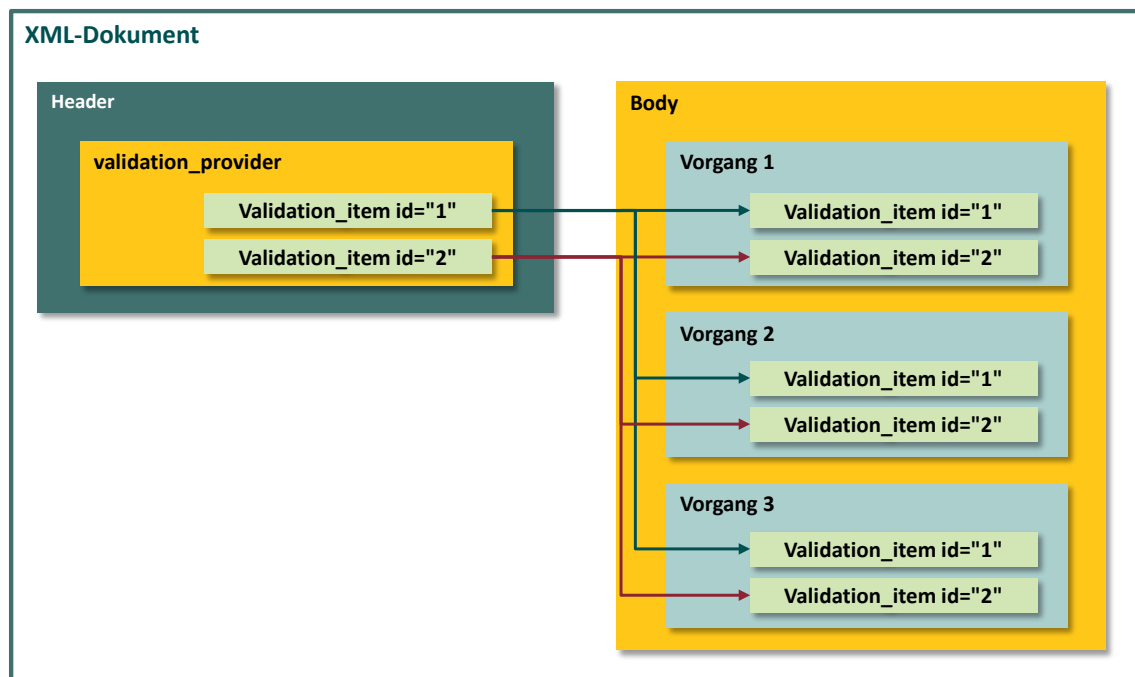 XML-Dokument
Header
validation_provider
Validation_item id="1"
Validation_item id="2"
Body
Vorgang 1
Validation_item id="1"
Validation_item id="2"
Vorgang 2
Validation_item id="1"
Validation_item id="2"
Vorgang 3
Validation_item id="1"
Validation_item id="2"